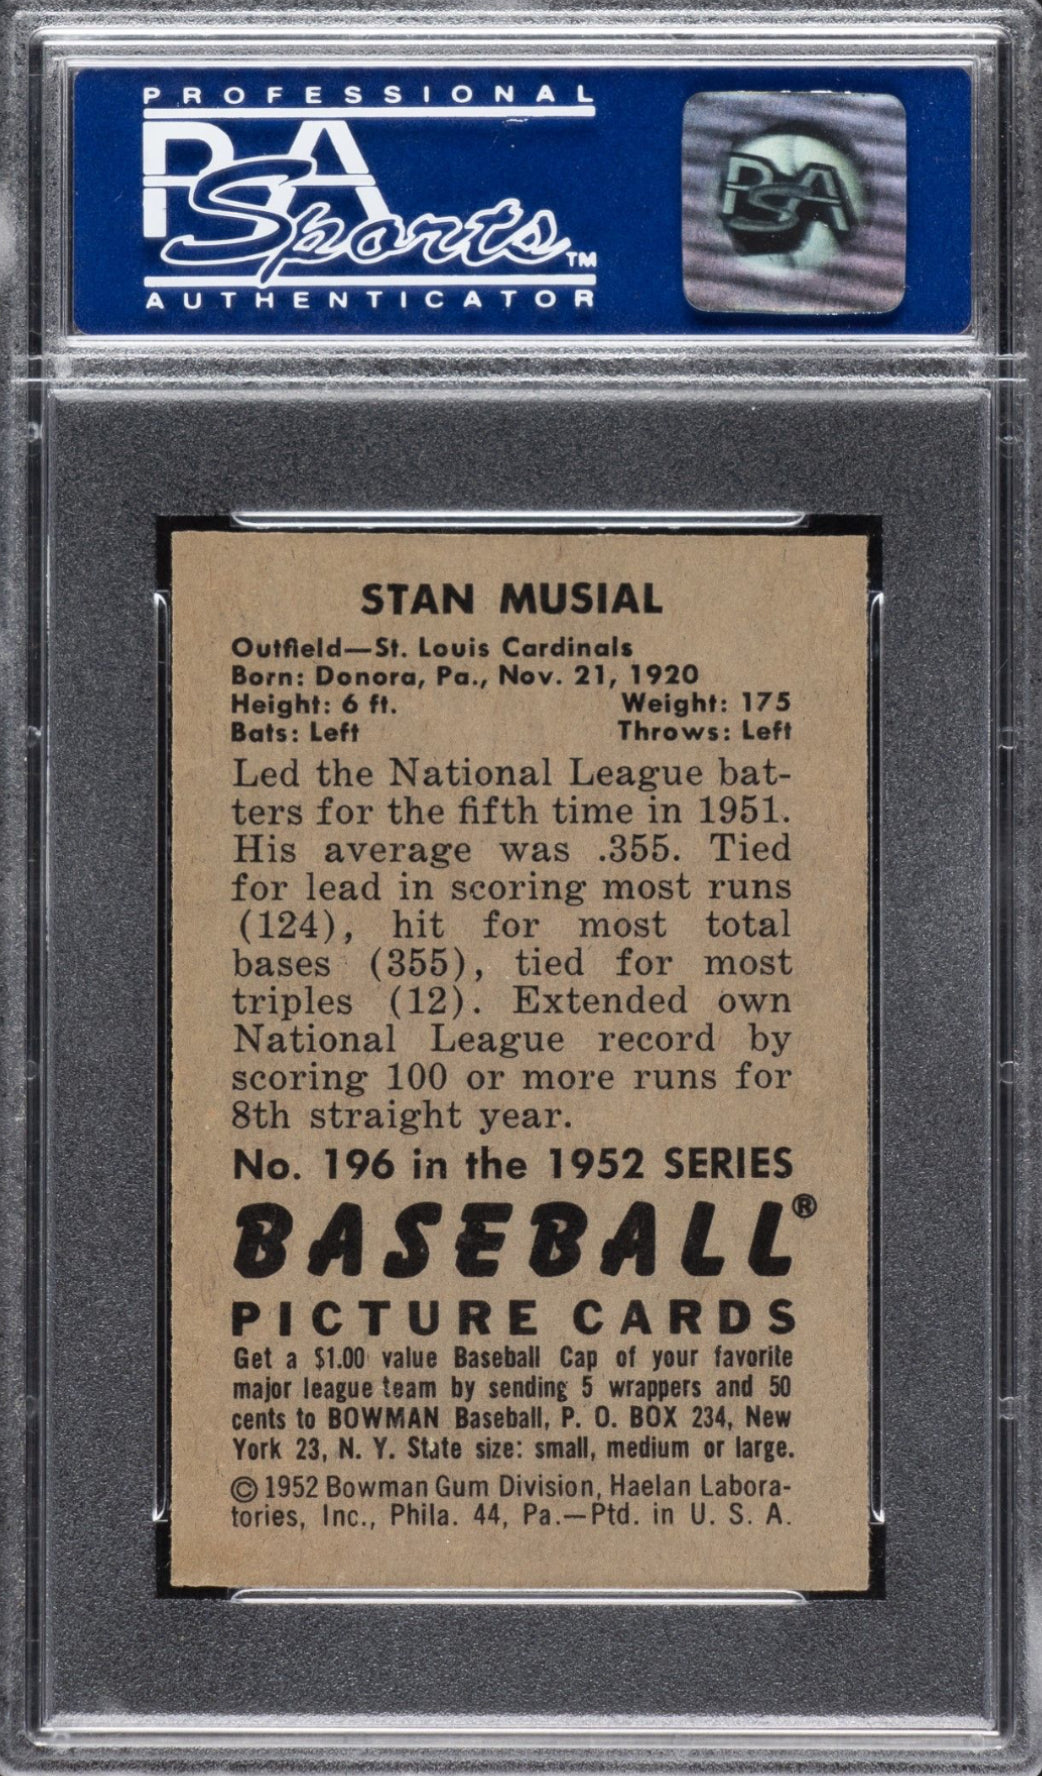 PROFESSIONAL
PSA
Sports™
AUTHENTICATOR
PSA
STAN MUSIAL
Outfield—St. Louis Cardinals
Born: Donora, Pa., Nov. 21, 1920
Height: 6 ft. Weight: 175
Bats: Left Throws: Left
Led the National League bat-
ters for the fifth time in 1951.
His average was .355. Tied
for lead in scoring most runs
(124), hit for most total
bases (355), tied for most
triples (12). Extended own
National League record by
scoring 100 or more runs for
8th straight year.
No. 196 in the 1952 SERIES
BASEBALL®
PICTURE CARDS
Get a $1.00 value Baseball Cap of your favorite
major league team by sending 5 wrappers and 50
cents to BOWMAN Baseball, P. O. BOX 234, New
York 23, N. Y. State size: small, medium or large.
© 1952 Bowman Gum Division, Haelan Labora-
tories, Inc., Phila. 44, Pa.—Ptd. in U. S. A.